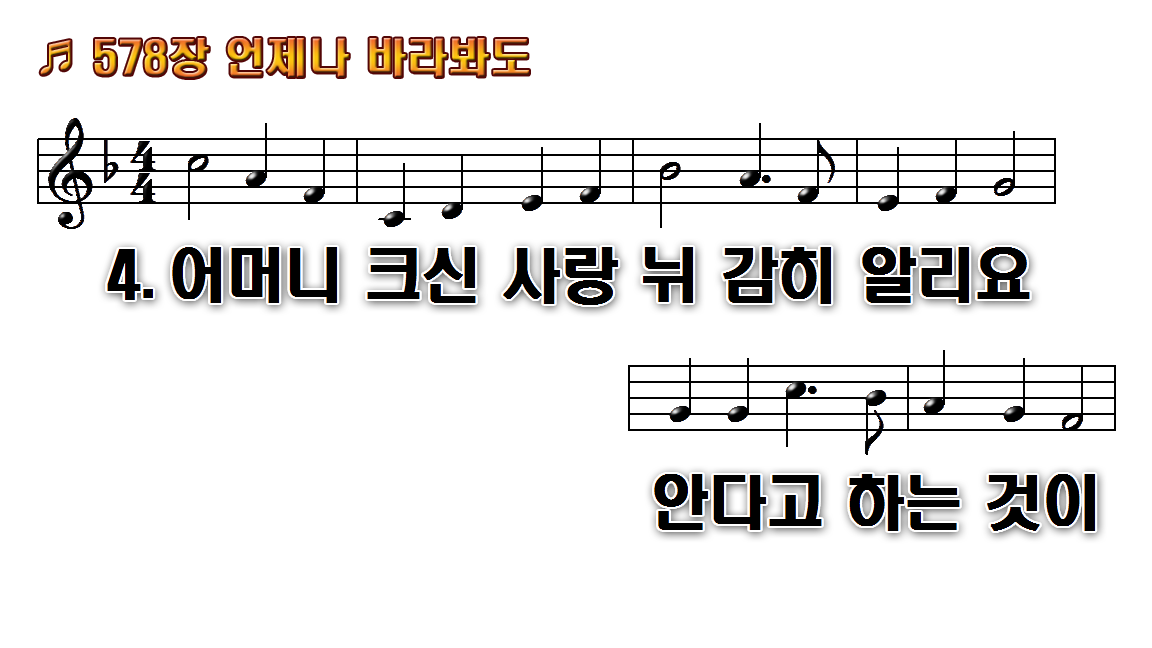 ♬ 578장 언제나 바라봐도
4. 어머니 크신 사랑 뉘 감히 알리요
안다고 하는 것이